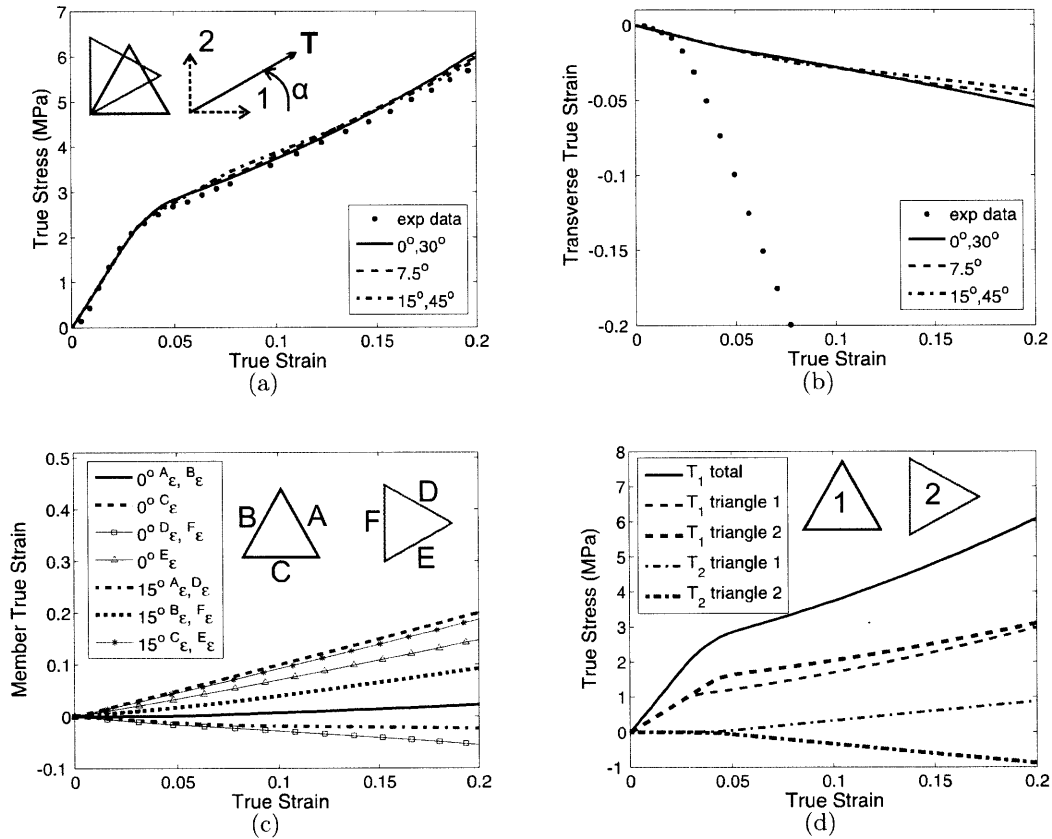 7
6
5
4
3
2
1
0
True Stress (MPa)
2
T
1
α
exp data
0°,30°
7.5°
15°,45°
0
0.05
0.1
0.15
0.2
True Strain
(a)
0
-0.05
-0.1
-0.15
-0.2
Transverse True Strain
exp data
0°,30°
7.5°
15°,45°
0
0.05
0.1
0.15
0.2
True Strain
(b)
0.5
0.4
0.3
0.2
0.1
0
-0.1
Member True Strain
0° ᴬε, ᴮε
0° ᶜε
0° ᴰε, ᶠε
0° ᴱε
15° ᴬε, ᴰε
15° ᴮε, ᶠε
15° ᶜε, ᴱε
B
A
C
D
F
E
0
0.05
0.1
0.15
0.2
True Strain
(c)
8
7
6
5
4
3
2
1
0
-1
True Stress (MPa)
T₁ total
T₁ triangle 1
T₁ triangle 2
T₂ triangle 1
T₂ triangle 2
1
2
0
0.05
0.1
0.15
0.2
True Strain
(d)